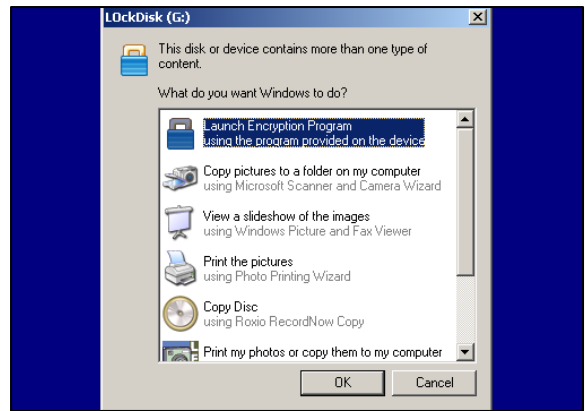 LOckDisk (G:)
This disk or device contains more than one type of
content.
What do you want Windows to do?
Launch Encryption Program
using the program provided on the device
Copy pictures to a folder on my computer
using Microsoft Scanner and Camera Wizard
View a slideshow of the images
using Windows Picture and Fax Viewer
Print the pictures
using Photo Printing Wizard
Copy Disc
using Roxio RecordNow Copy
Print my photos or copy them to my computer
OK
Cancel